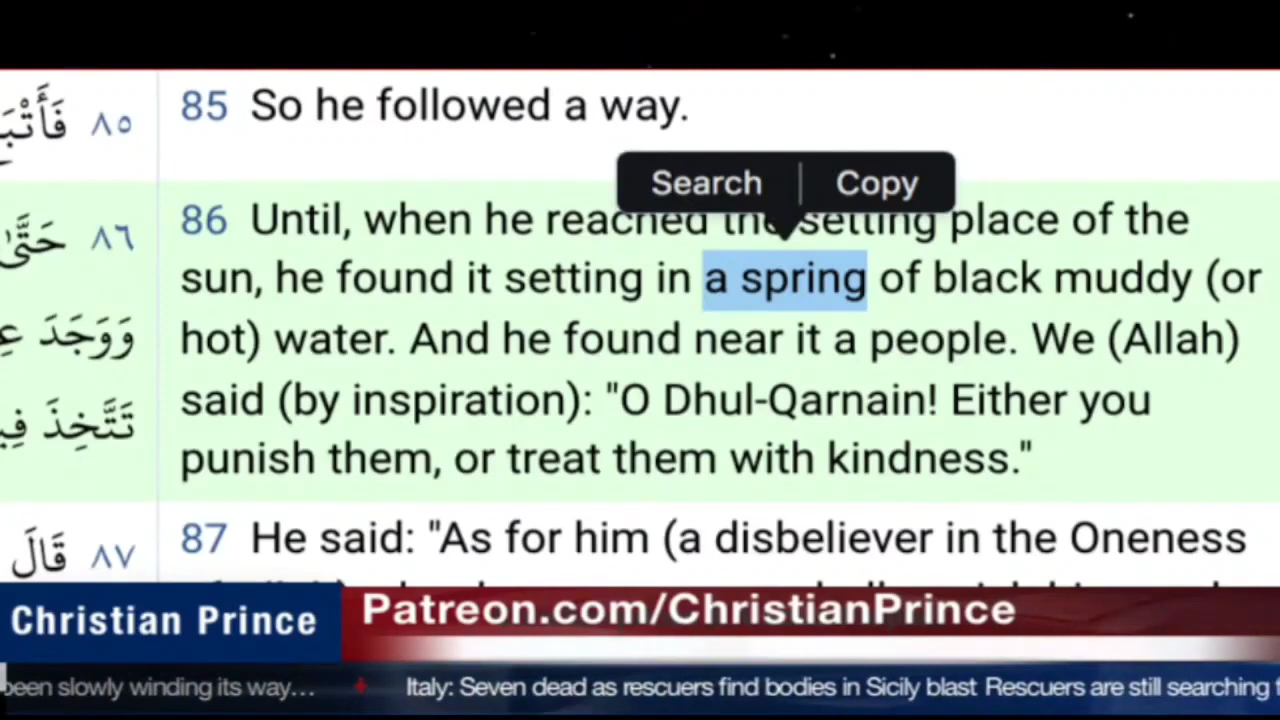 85 So he followed a way.
٨٥
Search Copy
86 Until, when he reached the setting place of the
٨٦
sun, he found it setting in a spring of black muddy (or
وَوَجَدَ
hot) water. And he found near it a people. We (Allah)
said (by inspiration): "O Dhul-Qarnain! Either you
تَتَّخِذَ
punish them, or treat them with kindness."
87 He said: "As for him (a disbeliever in the Oneness
٨٧ قَالَ
Christian Prince
Patreon.com/ChristianPrince
been slowly winding its way... Italy: Seven dead as rescuers find bodies in Sicily blast Rescuers are still searching